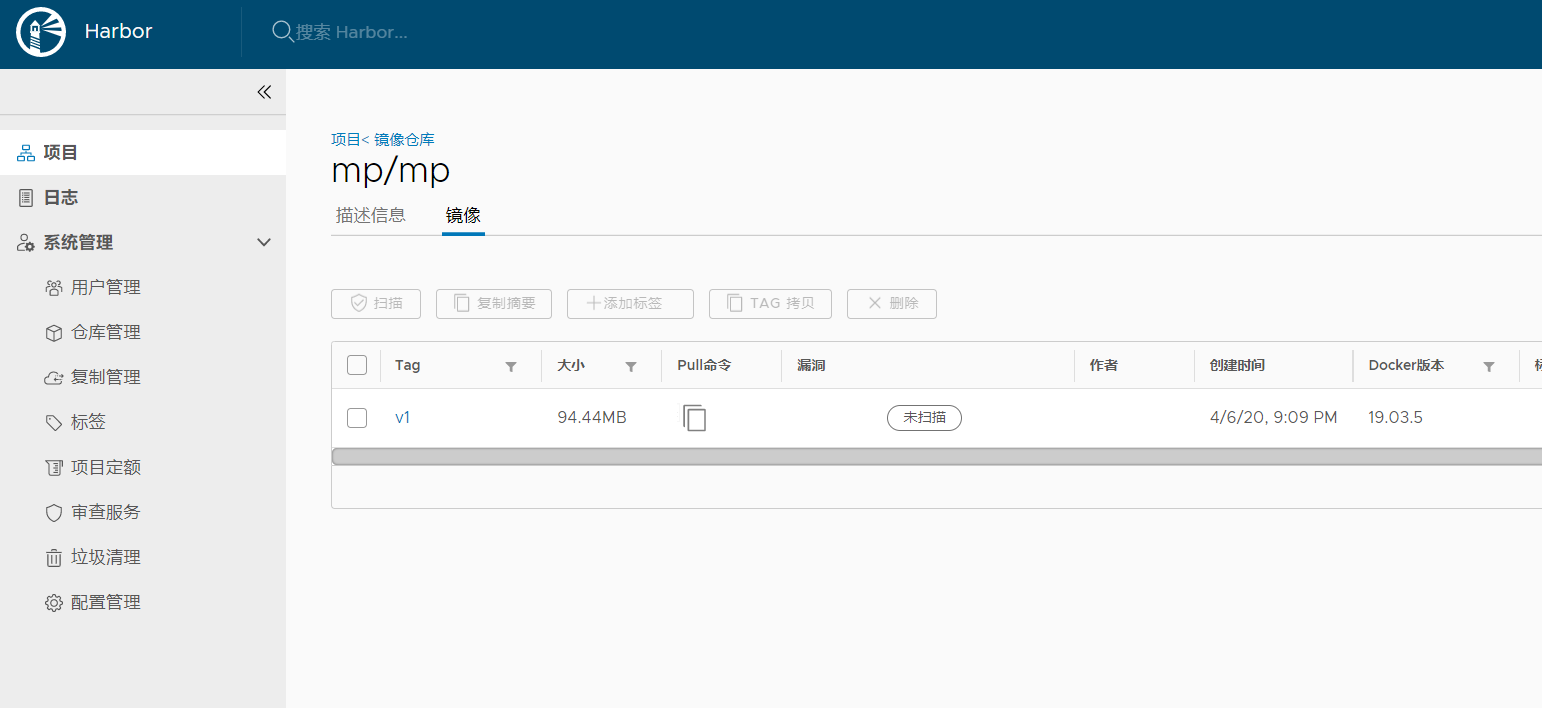 Harbor
搜索 Harbor...
项目
日志
系统管理
用户管理
仓库管理
复制管理
标签
项目定额
审查服务
垃圾清理
配置管理
项目< 镜像仓库
mp/mp
描述信息 镜像
扫描 复制摘要 添加标签 TAG 拷贝 删除
Tag 大小 Pull命令 漏洞 作者 创建时间 Docker版本
v1 94.44MB 未扫描 4/6/20, 9:09 PM 19.03.5